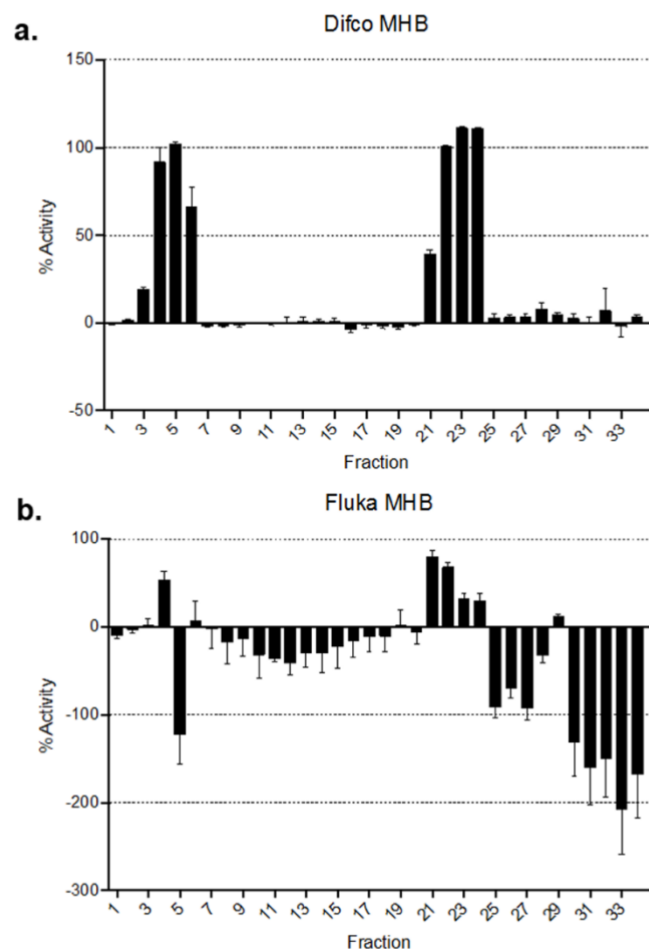 a.
Difco MHB
% Activity
150
100
50
0
-50
1 3 5 7 9 11 13 15 17 19 21 23 25 27 29 31 33
Fraction
b.
Fluka MHB
% Activity
100
0
-100
-200
-300
1 3 5 7 9 11 13 15 17 19 21 23 25 27 29 31 33
Fraction